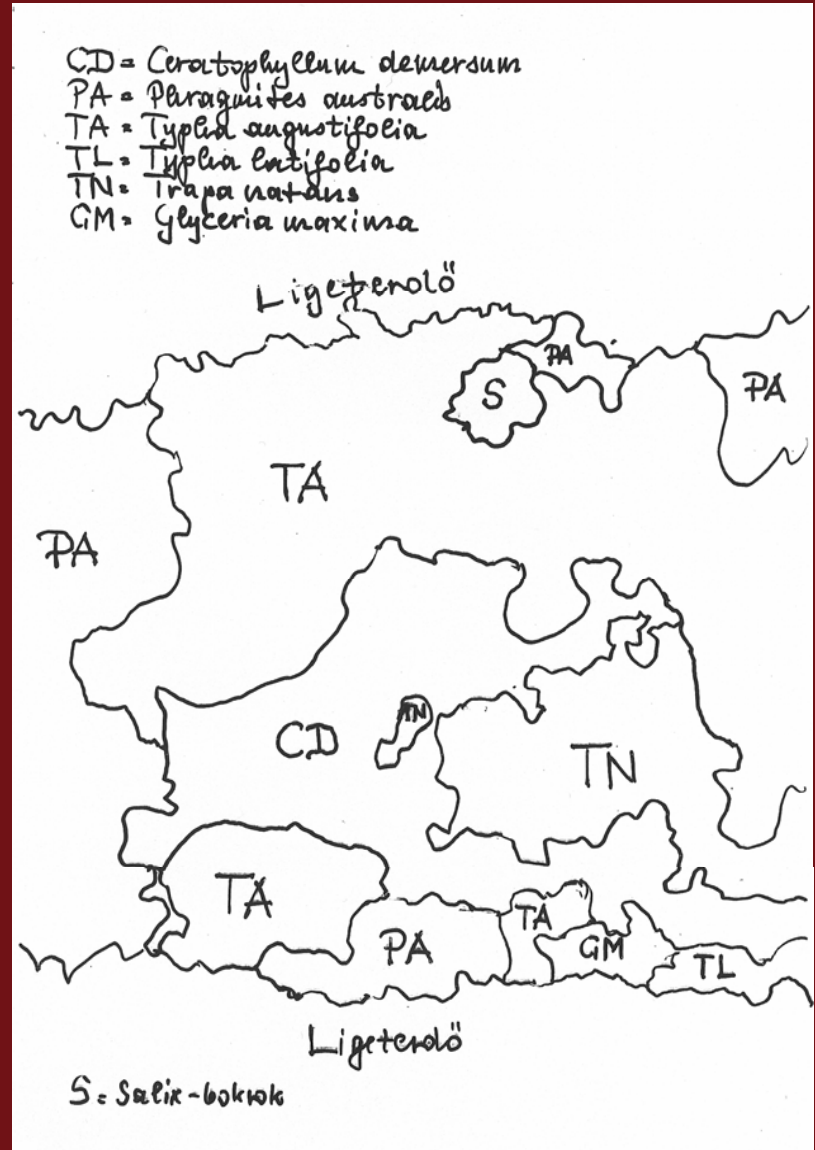 CD = Ceratophyllum demersum
PA = Phragmites australis
TA = Typha angustifolia
TL = Typha latifolia
TN = Trapa natans
GM = Glyceria maxima
Ligeterdő
PA
S
PA
TA
PA
TN
CD
TN
TA
TA
PA
GM
TL
Ligeterdő
S = Salix-bokrok